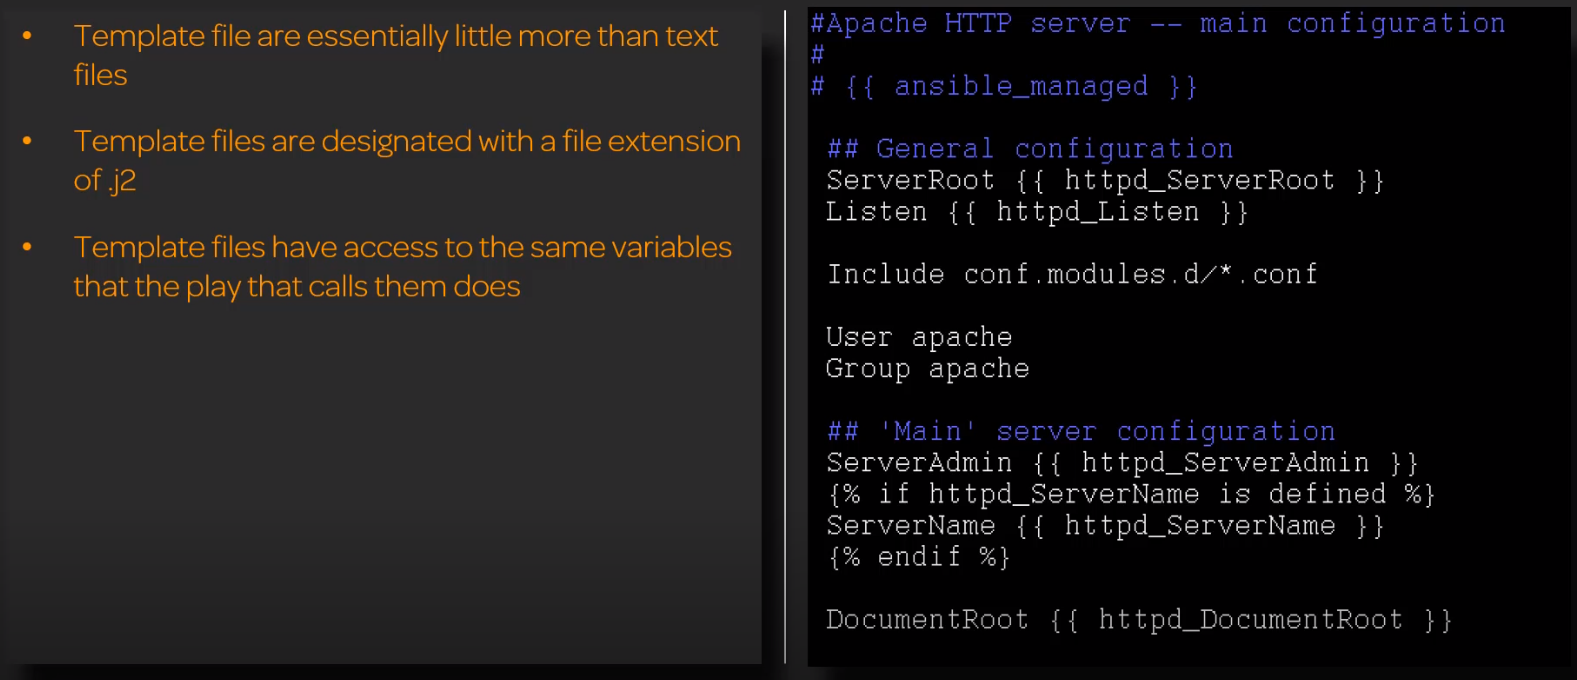 • Template file are essentially little more than text
files
• Template files are designated with a file extension
of .j2
• Template files have access to the same variables
that the play that calls them does
#Apache HTTP server -- main configuration
#
# {{ ansible_managed }}
## General configuration
ServerRoot {{ httpd_ServerRoot }}
Listen {{ httpd_Listen }}
Include conf.modules.d/*.conf
User apache
Group apache
## 'Main' server configuration
ServerAdmin {{ httpd_ServerAdmin }}
{% if httpd_ServerName is defined %}
ServerName {{ httpd_ServerName }}
{% endif %}
DocumentRoot {{ httpd_DocumentRoot }}